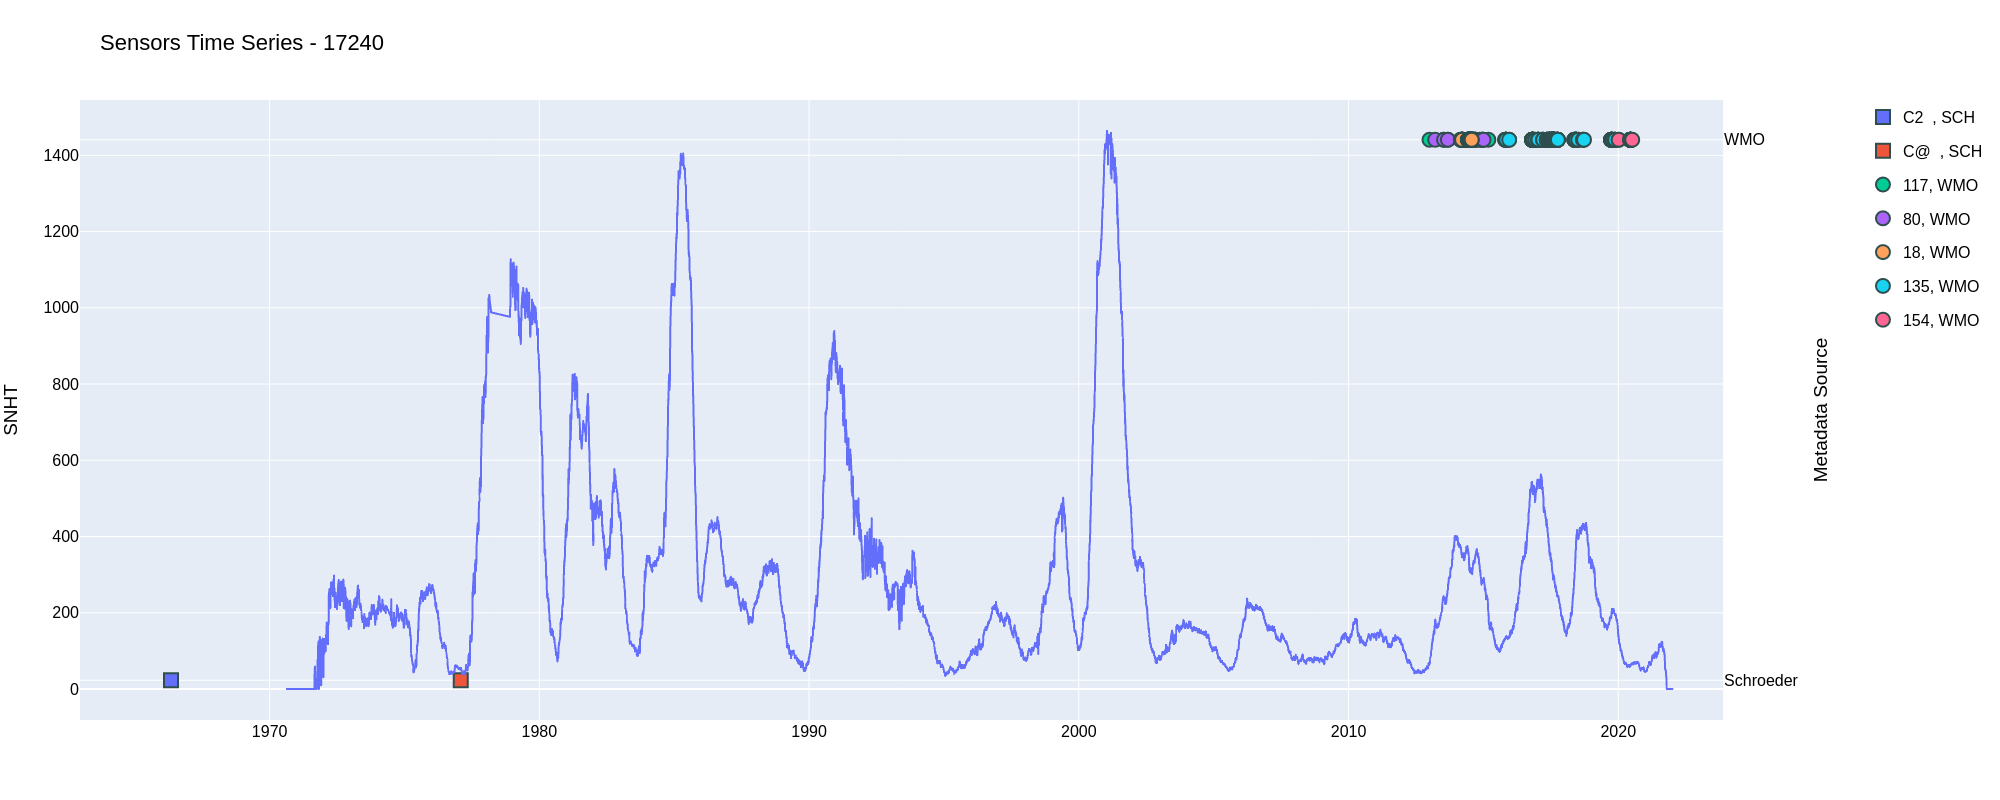 Sensors Time Series - 17240
SNHT
1400
1200
1000
800
600
400
200
0
1970
1980
1990
2000
2010
2020
WMO
Schroeder
Metadata Source
C2  , SCH
C@  , SCH
117, WMO
80, WMO
18, WMO
135, WMO
154, WMO